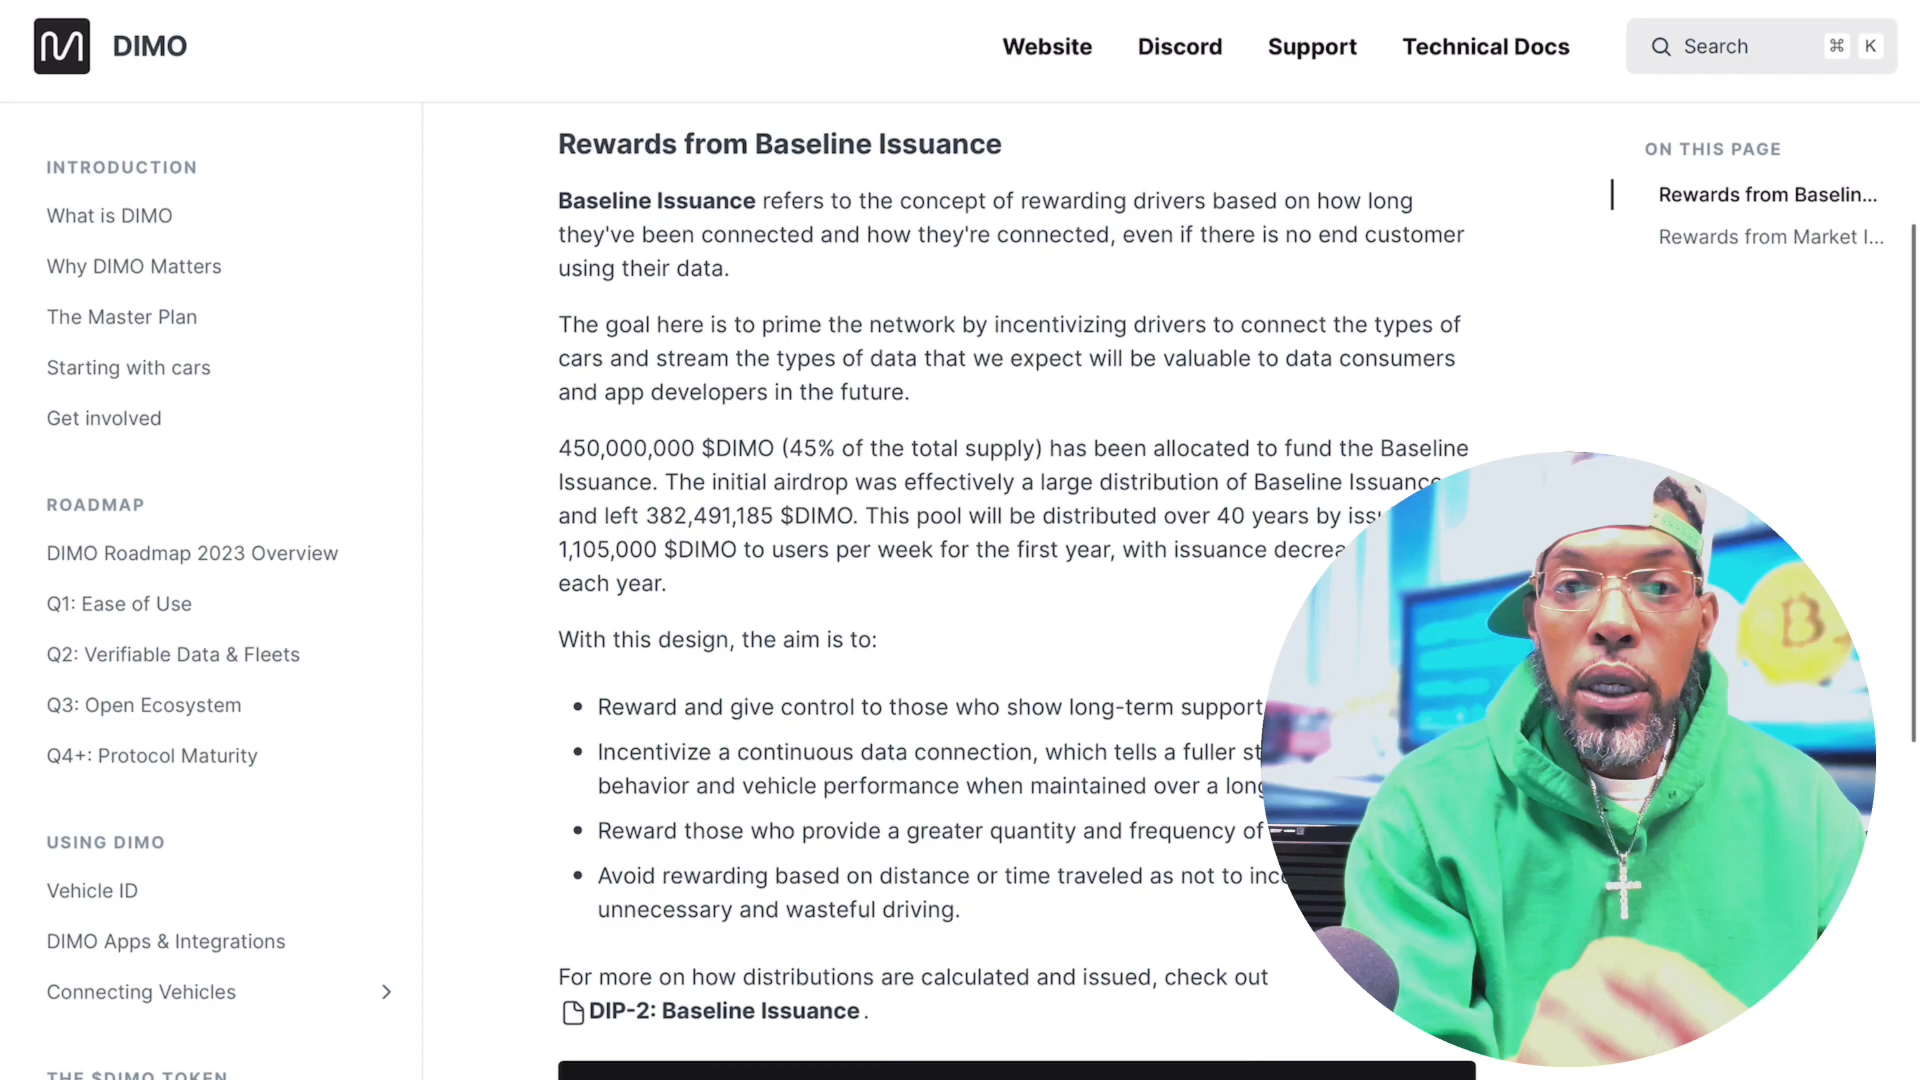 DIMO
Website
Discord
Support
Technical Docs
Search
⌘ K
INTRODUCTION
What is DIMO
Why DIMO Matters
The Master Plan
Starting with cars
Get involved
ROADMAP
DIMO Roadmap 2023 Overview
Q1: Ease of Use
Q2: Verifiable Data & Fleets
Q3: Open Ecosystem
Q4+: Protocol Maturity
USING DIMO
Vehicle ID
DIMO Apps & Integrations
Connecting Vehicles
THE $DIMO TOKEN
Rewards from Baseline Issuance
Baseline Issuance refers to the concept of rewarding drivers based on how long
they've been connected and how they're connected, even if there is no end customer
using their data.
The goal here is to prime the network by incentivizing drivers to connect the types of
cars and stream the types of data that we expect will be valuable to data consumers
and app developers in the future.
450,000,000 $DIMO (45% of the total supply) has been allocated to fund the Baseline
Issuance. The initial airdrop was effectively a large distribution of Baseline Issuance
and left 382,491,185 $DIMO. This pool will be distributed over 40 years by
1,105,000 $DIMO to users per week for the first year, with issuance
each year.
With this design, the aim is to:
• Reward and give control to those who show long-term support
• Incentivize a continuous data connection, which tells a fuller
behavior and vehicle performance when maintained over a
• Reward those who provide a greater quantity and frequency of
• Avoid rewarding based on distance or time traveled as not to
unnecessary and wasteful driving.
For more on how distributions are calculated and issued, check out
DIP-2: Baseline Issuance .
ON THIS PAGE
Rewards from Baselin...
Rewards from Market I...